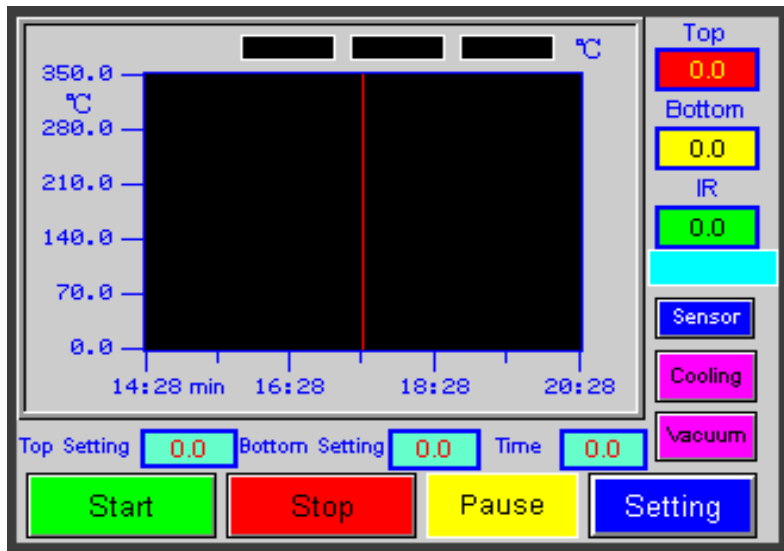 ℃
350.0
℃
280.0
210.0
140.0
70.0
0.0
14:28 min 16:28 18:28 20:28
Top
0.0
Bottom
0.0
IR
0.0
Sensor
Cooling
Vacuum
Top Setting 0.0 Bottom Setting 0.0 Time 0.0
Start Stop Pause Setting